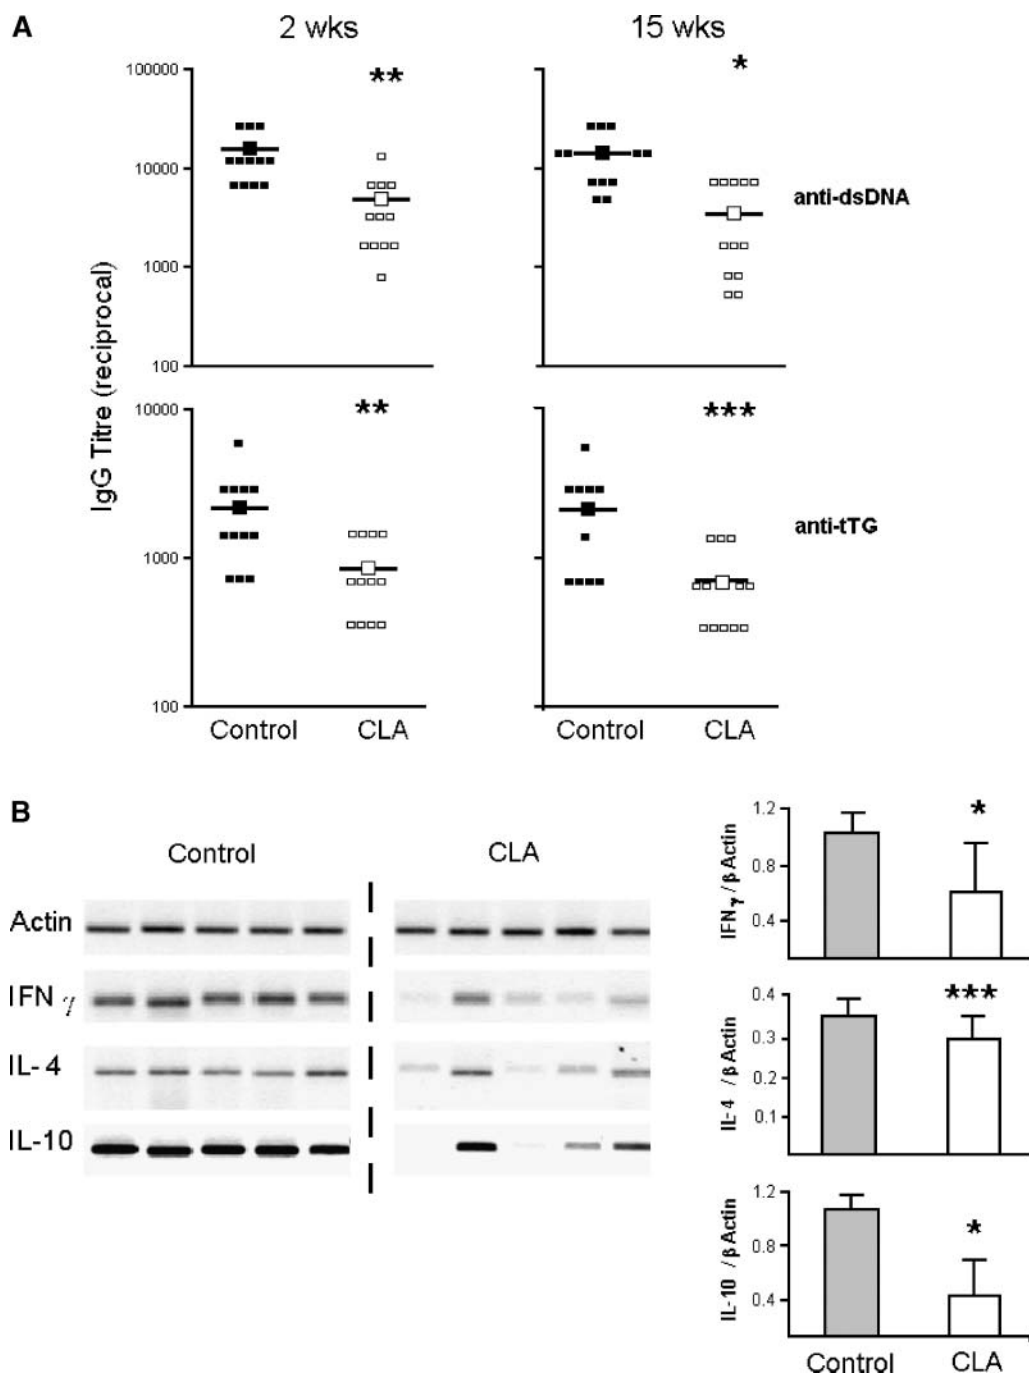 A
2 wks
15 wks
**
*
100000
10000
1000
100
anti-dsDNA
IgG Titre (reciprocal)
**
***
10000
1000
100
anti-tTG
Control
CLA
Control
CLA
B
Control
CLA
Actin
IFN γ
IL-4
IL-10
IFNγ / β Actin
1.2
0.8
0.4
*
IL-4 / β Actin
0.4
0.3
0.2
0.1
***
IL-10 / β Actin
1.2
0.8
0.4
*
Control
CLA